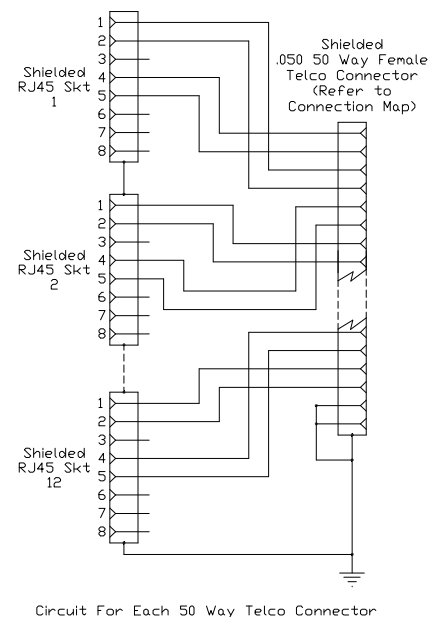 Shielded
RJ45 Skt
1
1
2
3
4
5
6
7
8
Shielded
.050 50 Way Female
Telco Connector
(Refer to
Connection Map)
Shielded
RJ45 Skt
2
1
2
3
4
5
6
7
8
Shielded
RJ45 Skt
12
1
2
3
4
5
6
7
8
Circuit For Each 50 Way Telco Connector